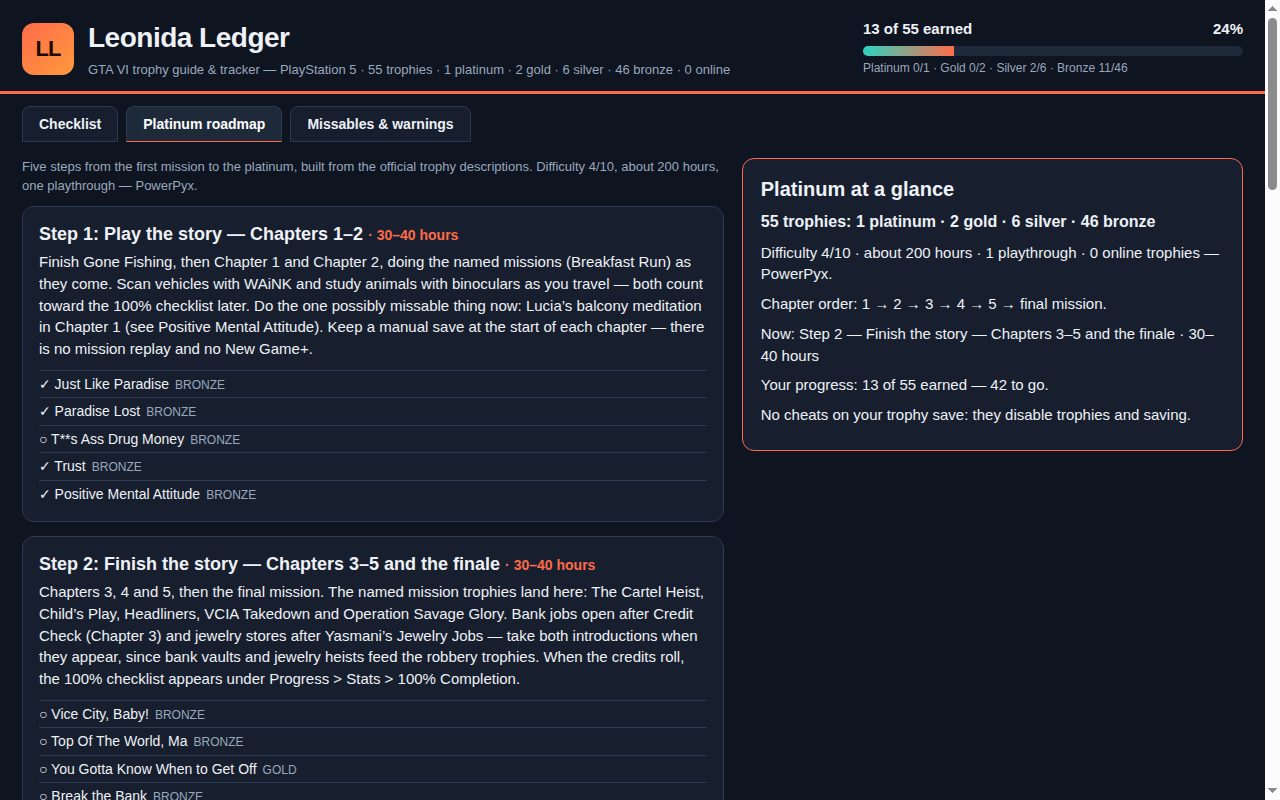 LL
Leonida Ledger
GTA VI trophy guide & tracker — PlayStation 5 · 55 trophies · 1 platinum · 2 gold · 6 silver · 46 bronze · 0 online
13 of 55 earned 24%
Platinum 0/1 · Gold 0/2 · Silver 2/6 · Bronze 11/46
Checklist Platinum roadmap Missables & warnings
Five steps from the first mission to the platinum, built from the official trophy descriptions. Difficulty 4/10, about 200 hours,
one playthrough — PowerPyx.
Step 1: Play the story — Chapters 1–2 · 30–40 hours
Finish Gone Fishing, then Chapter 1 and Chapter 2, doing the named missions (Breakfast Run) as
they come. Scan vehicles with WAiNK and study animals with binoculars as you travel — both count
toward the 100% checklist later. Do the one possibly missable thing now: Lucia’s balcony meditation
in Chapter 1 (see Positive Mental Attitude). Keep a manual save at the start of each chapter — there
is no mission replay and no New Game+.
✓ Just Like Paradise BRONZE
✓ Paradise Lost BRONZE
○ T**s Ass Drug Money BRONZE
✓ Trust BRONZE
✓ Positive Mental Attitude BRONZE
Step 2: Finish the story — Chapters 3–5 and the finale · 30–40 hours
Chapters 3, 4 and 5, then the final mission. The named mission trophies land here: The Cartel Heist,
Child’s Play, Headliners, VCIA Takedown and Operation Savage Glory. Bank jobs open after Credit
Check (Chapter 3) and jewelry stores after Yasmani’s Jewelry Jobs — take both introductions when
they appear, since bank vaults and jewelry heists feed the robbery trophies. When the credits roll,
the 100% checklist appears under Progress > Stats > 100% Completion.
○ Vice City, Baby! BRONZE
○ Top Of The World, Ma BRONZE
○ You Gotta Know When to Get Off GOLD
○ Break the Bank BRONZE
Platinum at a glance
55 trophies: 1 platinum · 2 gold · 6 silver · 46 bronze
Difficulty 4/10 · about 200 hours · 1 playthrough · 0 online trophies —
PowerPyx.
Chapter order: 1 → 2 → 3 → 4 → 5 → final mission.
Now: Step 2 — Finish the story — Chapters 3–5 and the finale · 30–
40 hours
Your progress: 13 of 55 earned — 42 to go.
No cheats on your trophy save: they disable trophies and saving.